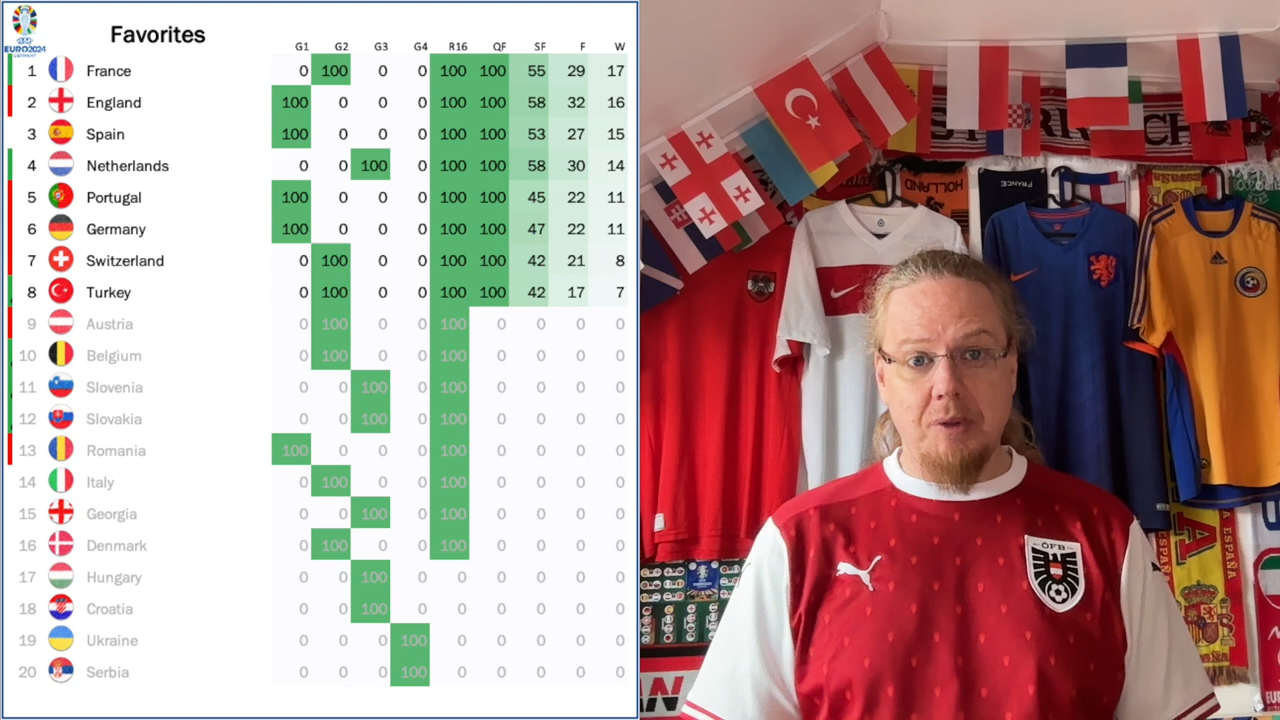 EURO2024
GERMANY
Favorites
G1 G2 G3 G4 R16 QF SF F W
1 France 0 100 0 0 100 100 55 29 17
2 England 100 0 0 0 100 100 58 32 16
3 Spain 100 0 0 0 100 100 53 27 15
4 Netherlands 0 0 100 0 100 100 58 30 14
5 Portugal 100 0 0 0 100 100 45 22 11
6 Germany 100 0 0 0 100 100 47 22 11
7 Switzerland 0 100 0 0 100 100 42 21 8
8 Turkey 0 100 0 0 100 100 42 17 7
9 Austria 0 100 0 0 100 0 0 0 0
10 Belgium 0 100 0 0 100 0 0 0 0
11 Slovenia 0 0 100 0 100 0 0 0 0
12 Slovakia 0 0 100 0 100 0 0 0 0
13 Romania 100 0 0 0 100 0 0 0 0
14 Italy 0 100 0 0 100 0 0 0 0
15 Georgia 0 0 100 0 100 0 0 0 0
16 Denmark 0 100 0 0 100 0 0 0 0
17 Hungary 0 0 100 0 0 0 0 0 0
18 Croatia 0 0 100 0 0 0 0 0 0
19 Ukraine 0 0 0 100 0 0 0 0 0
20 Serbia 0 0 0 100 0 0 0 0 0
HOLLAND
FRANCE
ÖFB
ESPAÑA